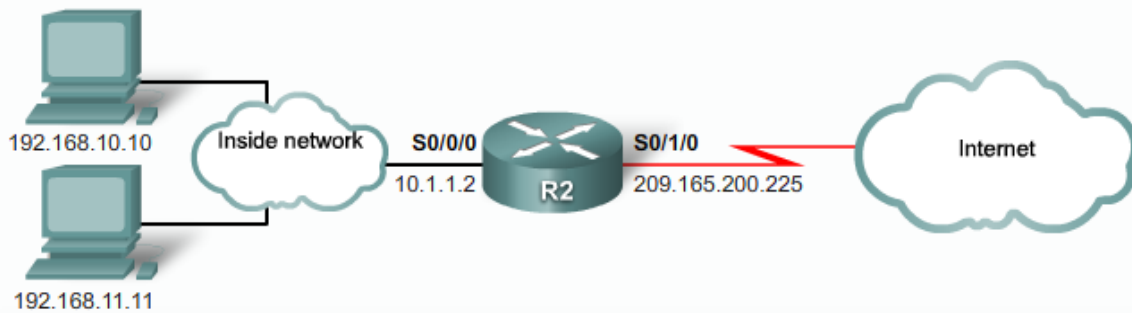 192.168.10.10
Inside network
S0/0/0
10.1.1.2
R2
S0/1/0
209.165.200.225
Internet
192.168.11.11